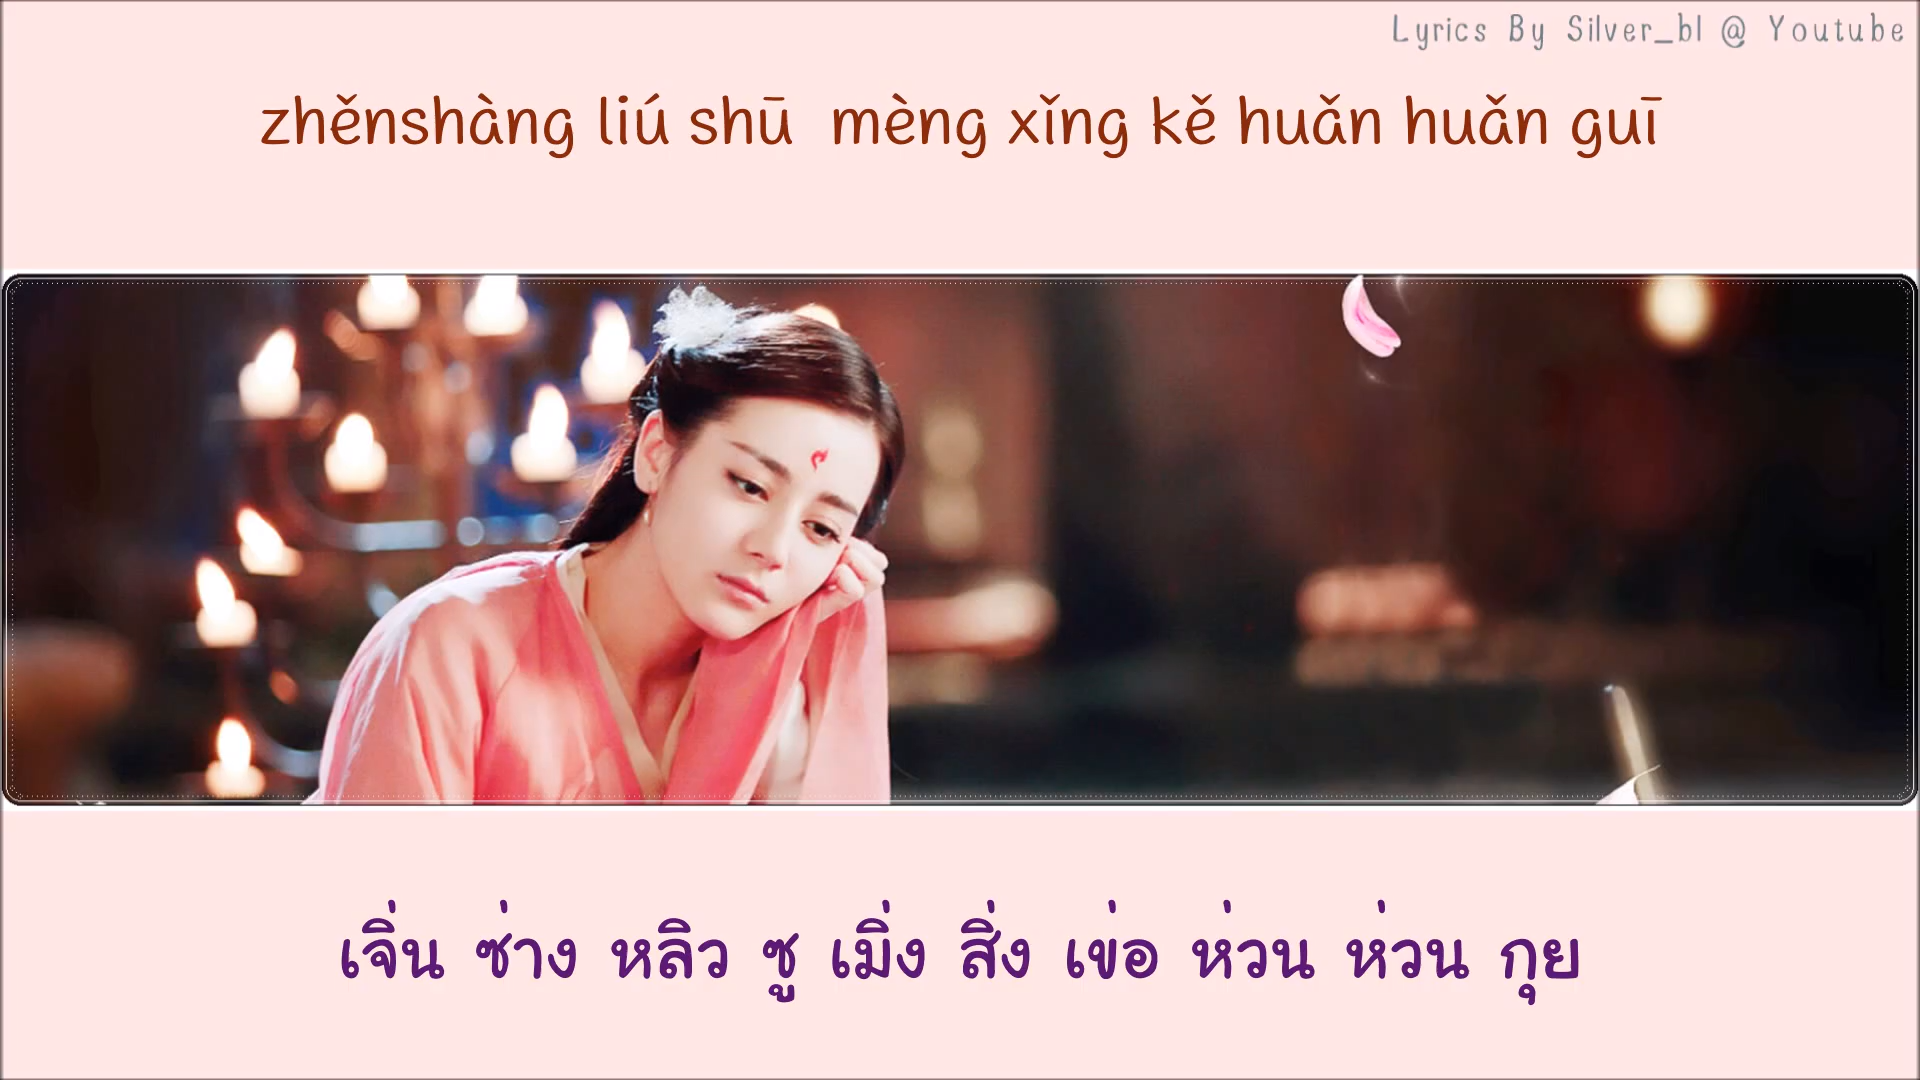 Lyrics By Silver_bl @ Youtube
zhěnshàng liú shū  mèng xǐng kě huǎn huǎn guī
เจิ่น ซ่าง หลิว ซู เมิ่ง สิ่ง เข่อ ห่วน ห่วน กุย